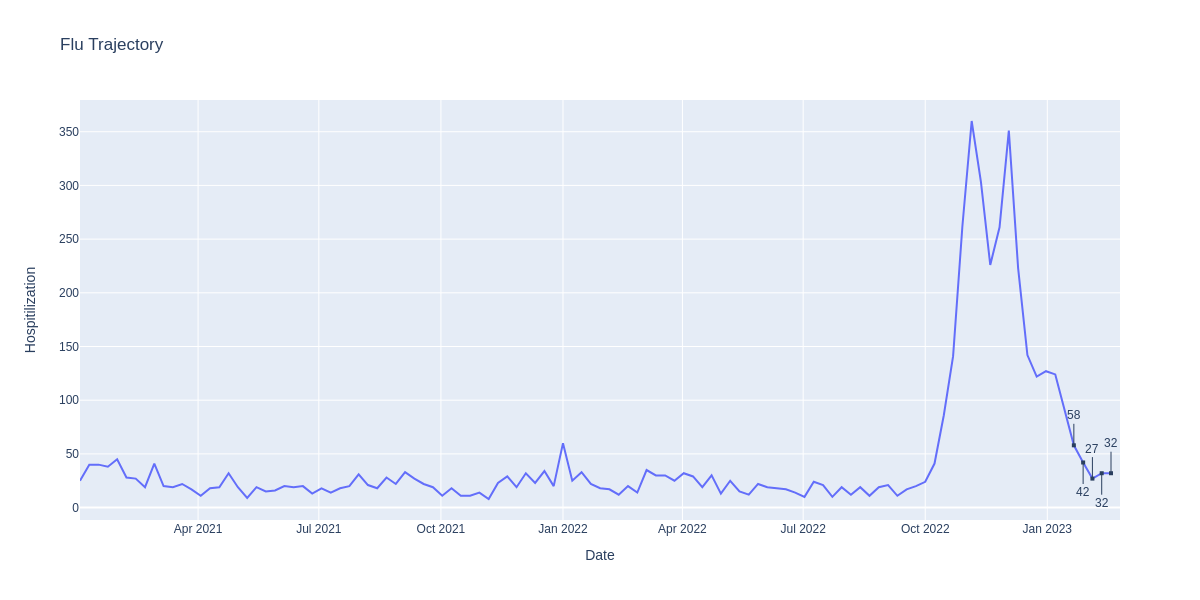 Flu Trajectory
350
300
250
200
150
100
50
0
Hospitilization
58
42
27
32
32
Apr 2021
Jul 2021
Oct 2021
Jan 2022
Apr 2022
Jul 2022
Oct 2022
Jan 2023
Date